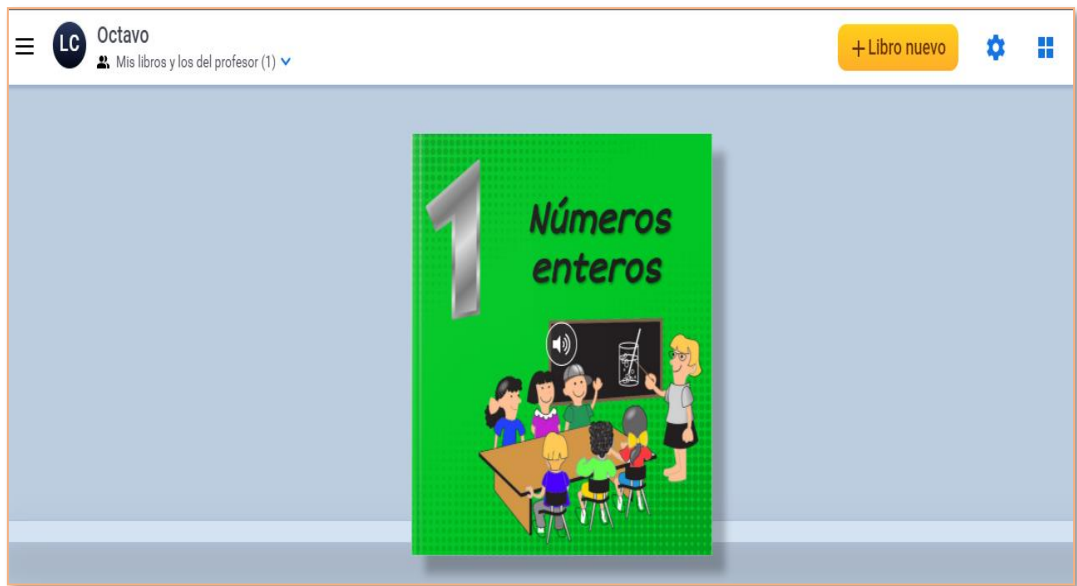 LC
Octavo
Mis libros y los del profesor (1)
+ Libro nuevo
1
Números
enteros